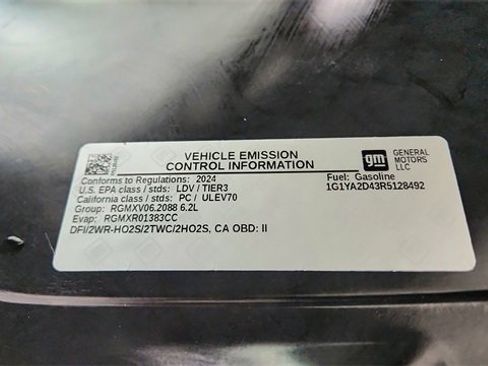 VEHICLE EMISSION
CONTROL INFORMATION
gm GENERAL
MOTORS
LLC
Conforms to Regulations: 2024
Fuel: Gasoline
U.S. EPA class / stds: LDV / TIER3
1G1YA2D43R5128492
California class / stds: PC / ULEV70
Group: RGMXV06.2088 6.2L
Evap: RGMXR01383CC
DFI/2WR-HO2S/2TWC/2HO2S, CA OBD: II